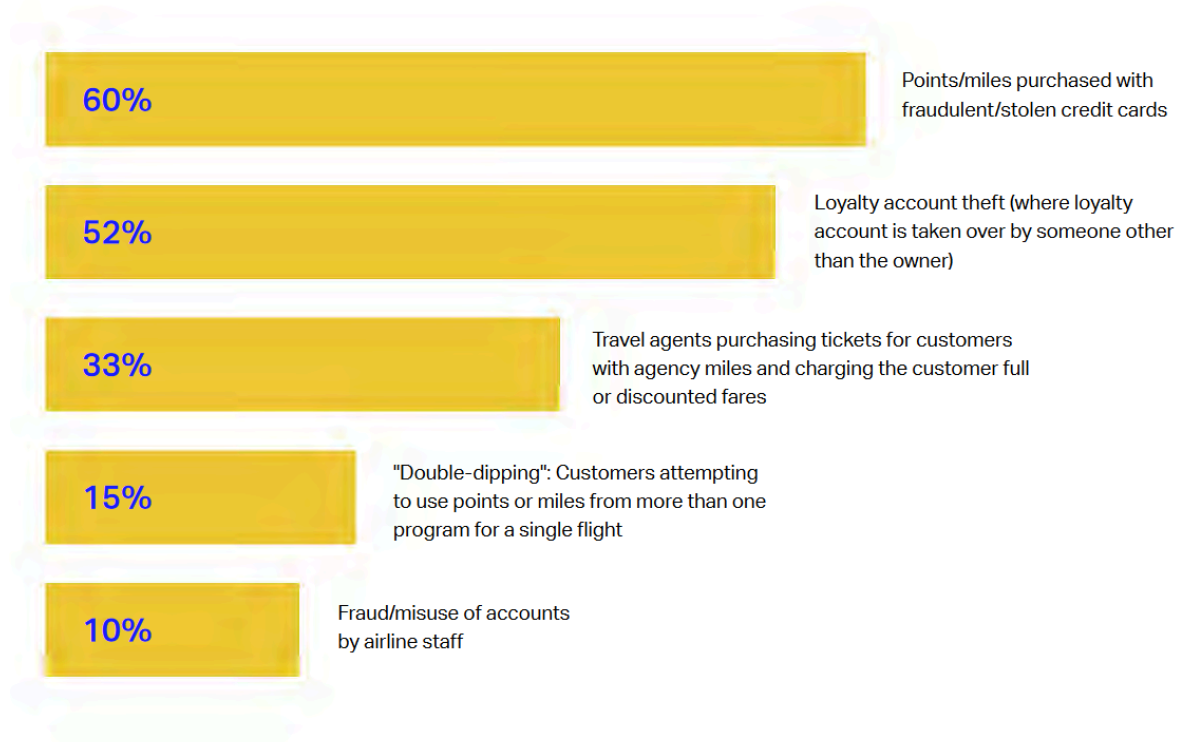 60%
Points/miles purchased with
fraudulent/stolen credit cards
52%
Loyalty account theft (where loyalty
account is taken over by someone other
than the owner)
33%
Travel agents purchasing tickets for customers
with agency miles and charging the customer full
or discounted fares
15%
"Double-dipping": Customers attempting
to use points or miles from more than one
program for a single flight
10%
Fraud/misuse of accounts
by airline staff